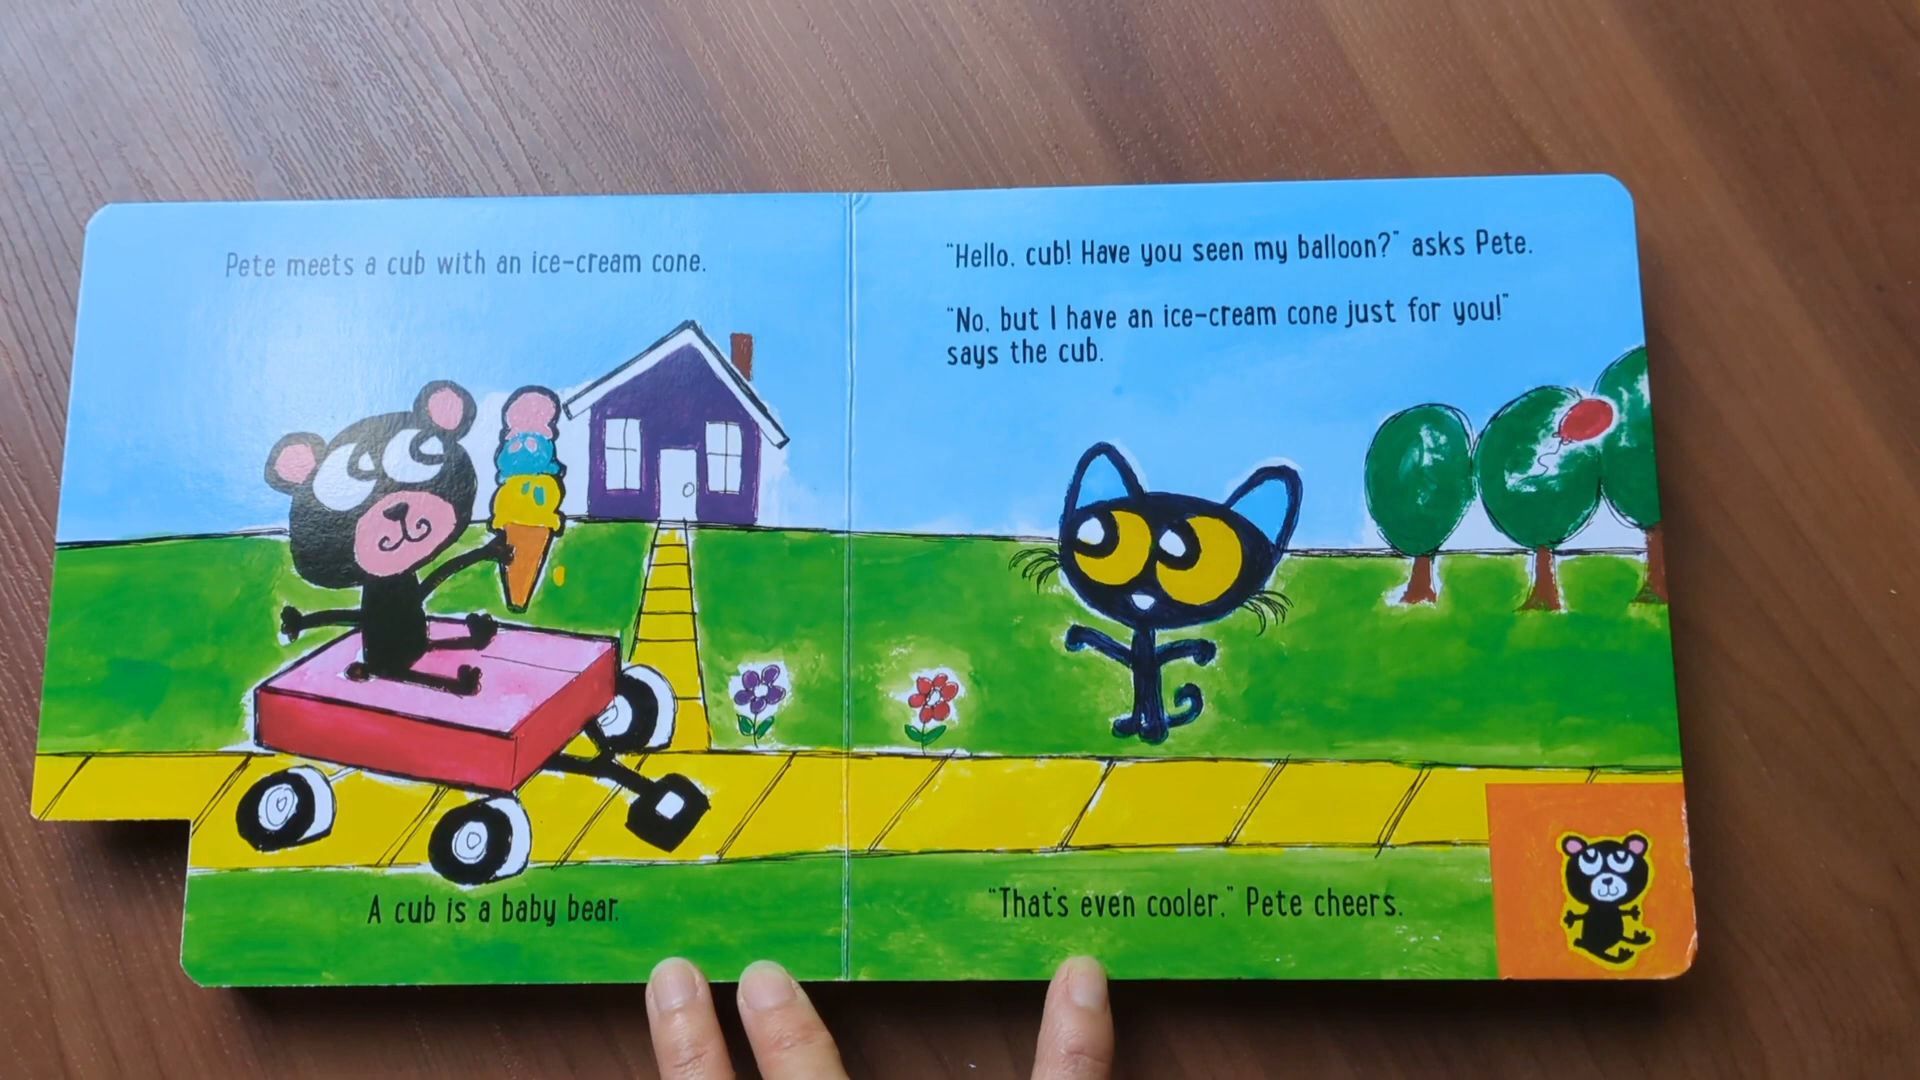 Pete meets a cub with an ice-cream cone.
A cub is a baby bear.
"Hello, cub! Have you seen my balloon?" asks Pete.
"No, but I have an ice-cream cone just for you!"
says the cub.
"That's even cooler," Pete cheers.